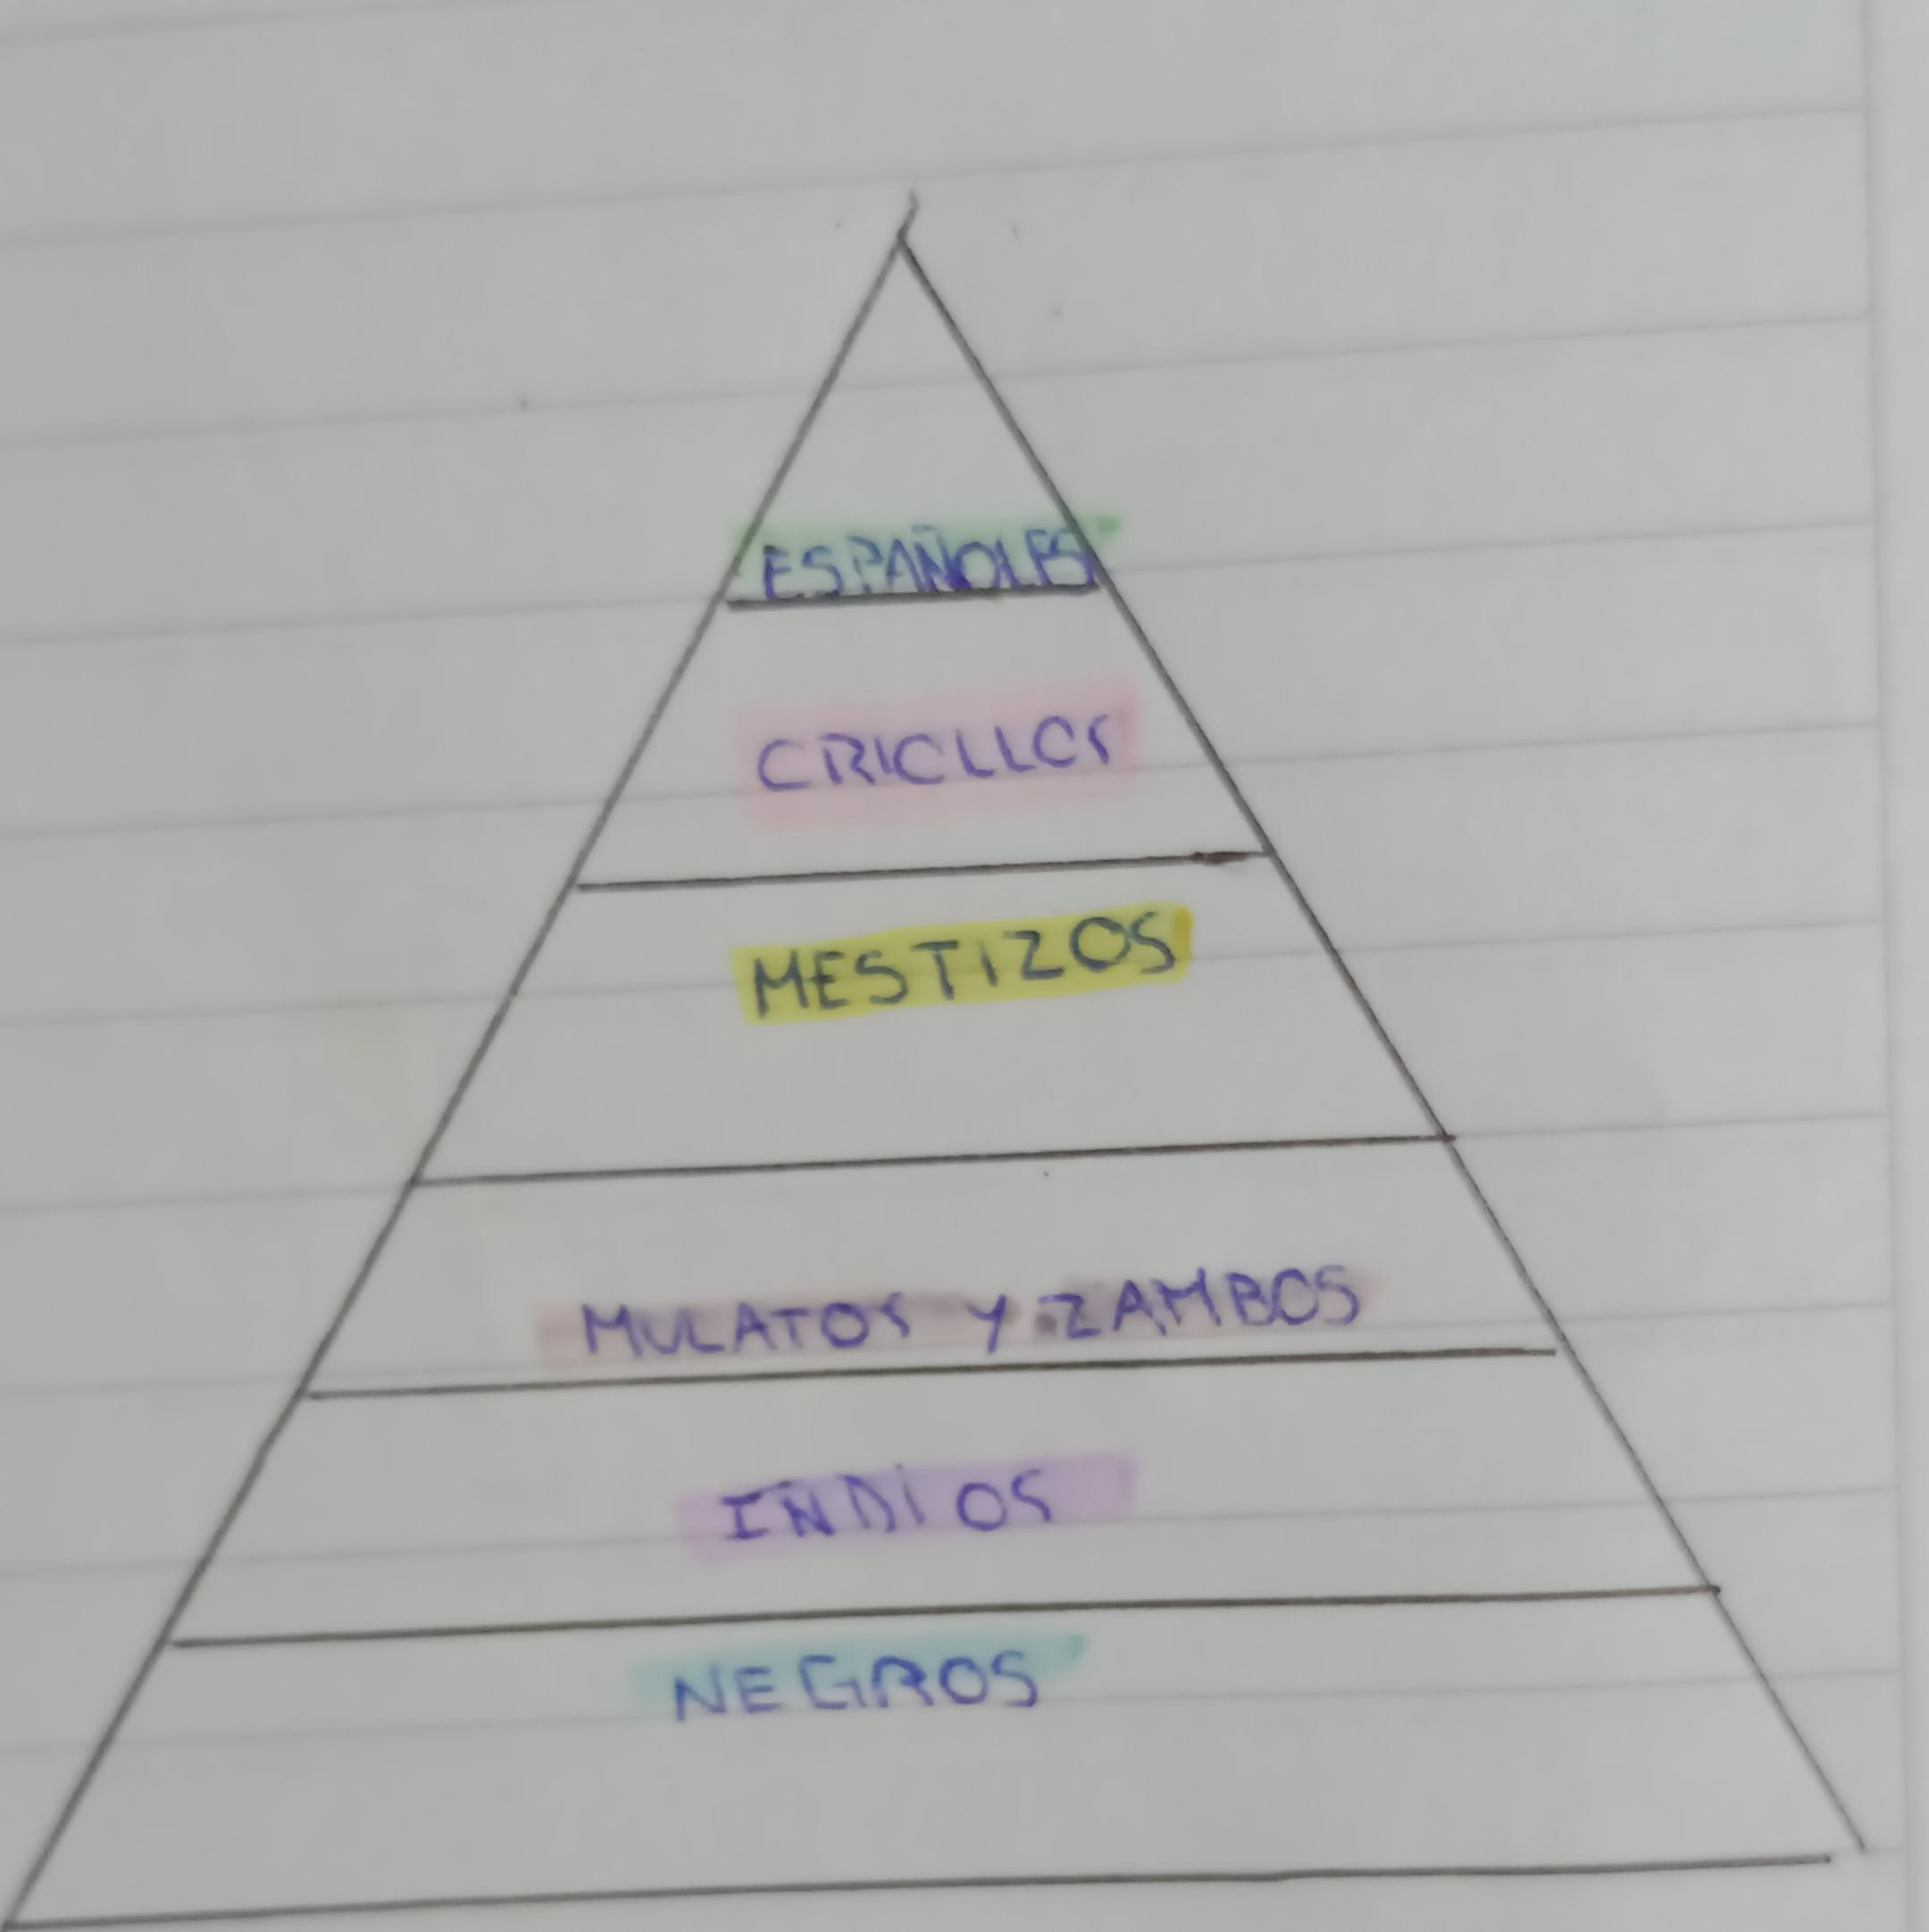 ESPAÑOLES
CRIOLLOS
MESTIZOS
MULATOS Y ZAMBOS
INDIOS
NEGROS